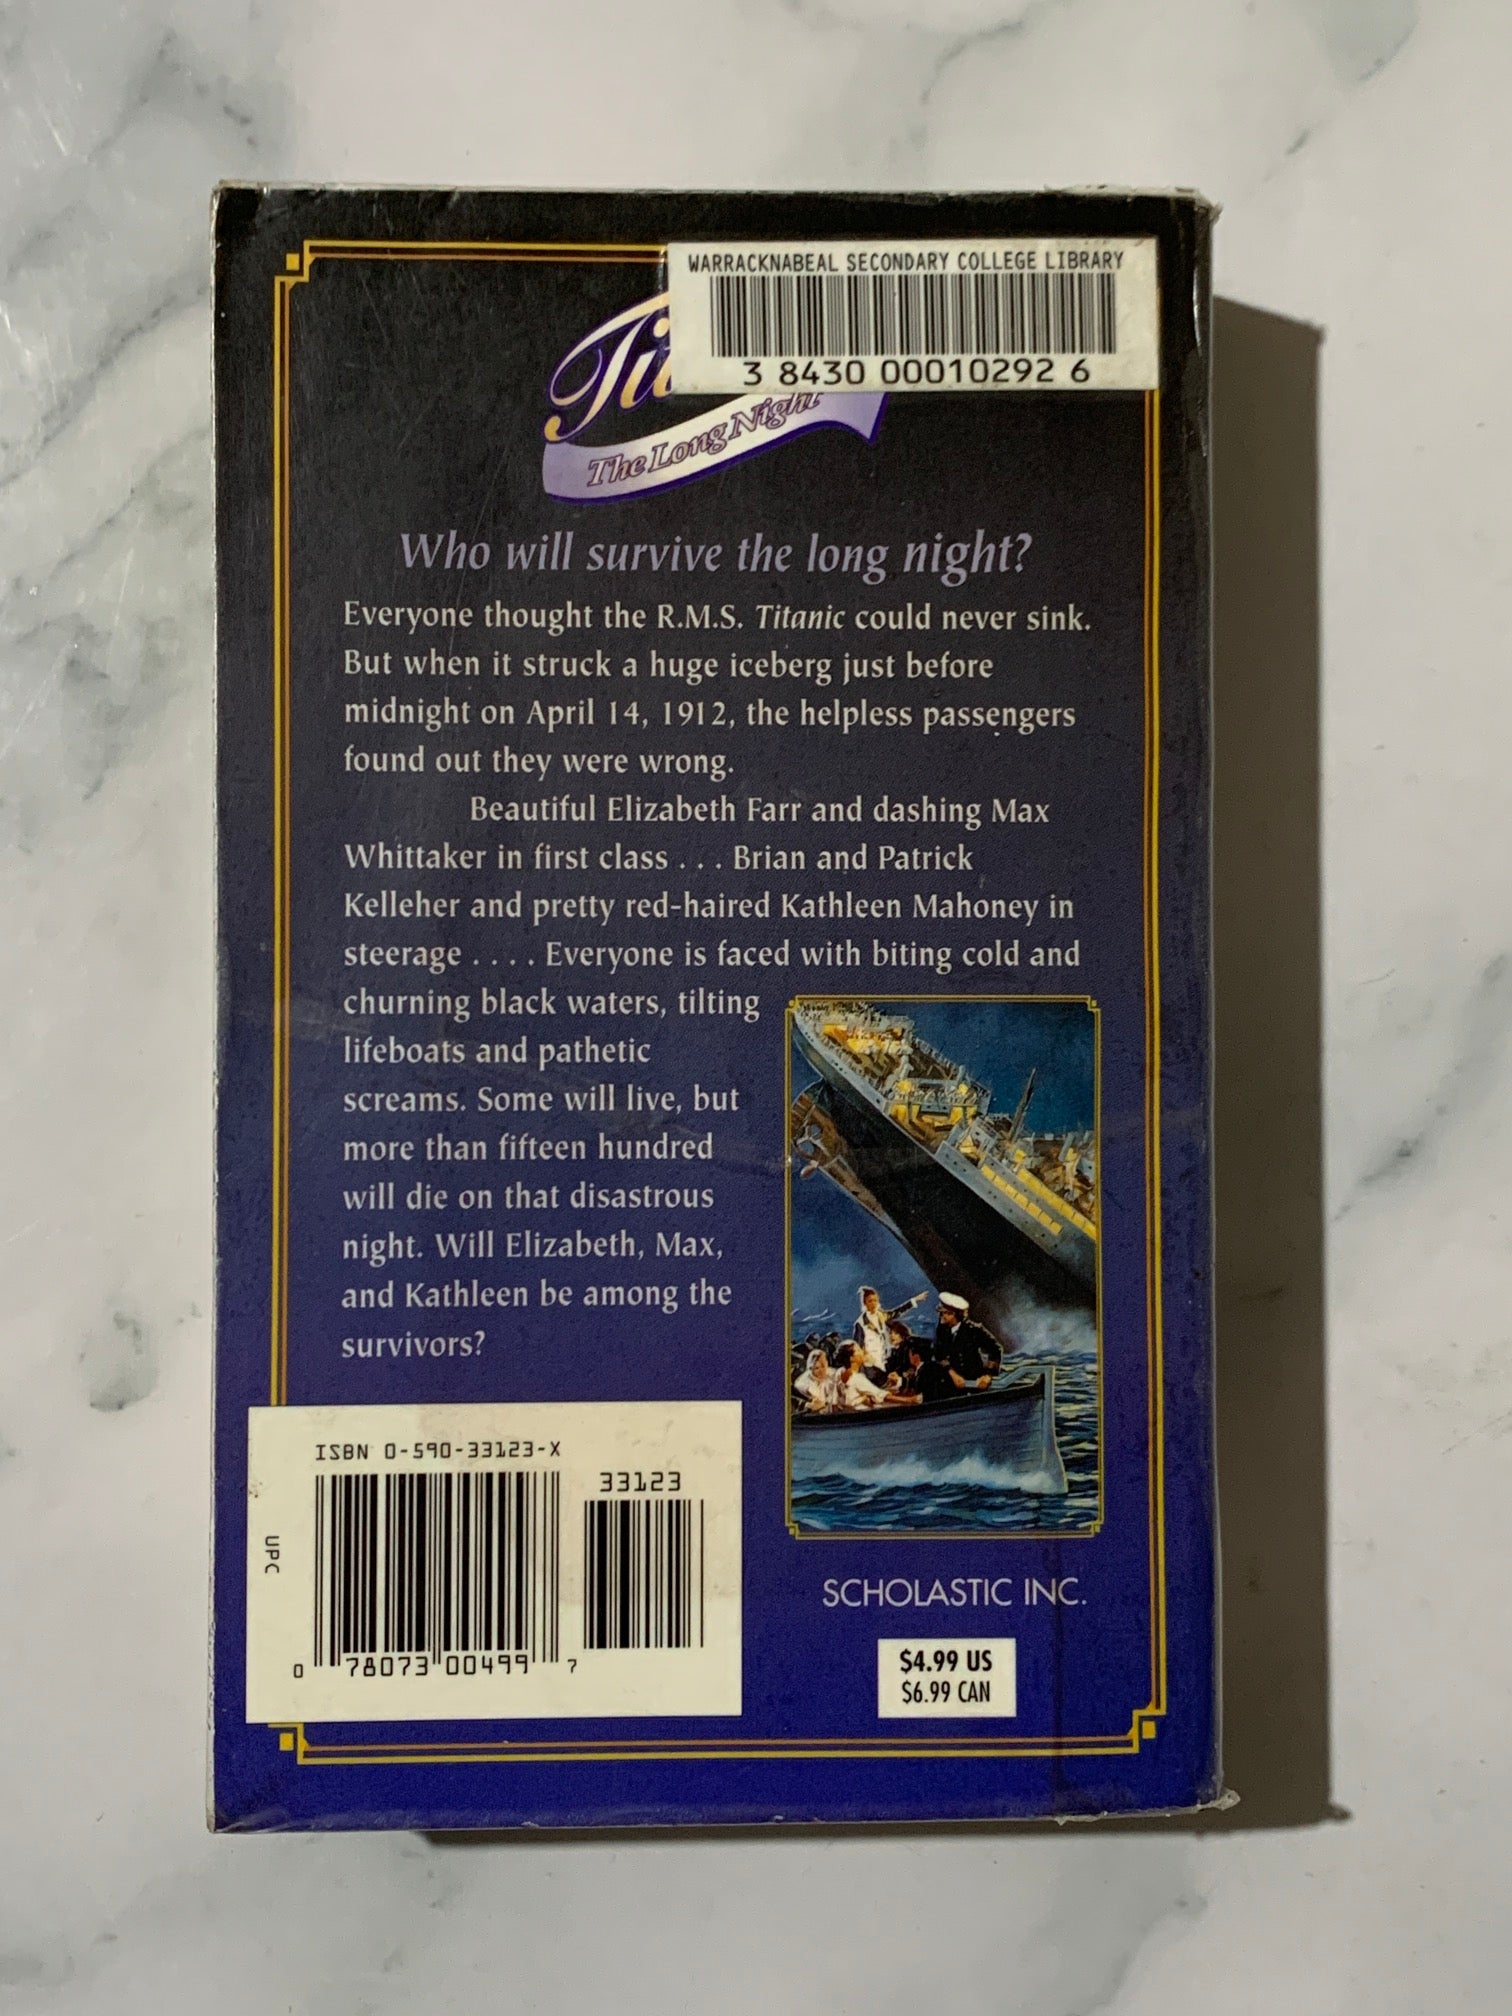 WARRACKNABEAL SECONDARY COLLEGE LIBRARY
3 8430 00010292 6
The Long Night
Who will survive the long night?
Everyone thought the R.M.S. Titanic could never sink.
But when it struck a huge iceberg just before
midnight on April 14, 1912, the helpless passengers
found out they were wrong.
Beautiful Elizabeth Farr and dashing Max
Whittaker in first class . . . Brian and Patrick
Kelleher and pretty red-haired Kathleen Mahoney in
steerage . . . . Everyone is faced with biting cold and
churning black waters, tilting
lifeboats and pathetic
screams. Some will live, but
more than fifteen hundred
will die on that disastrous
night. Will Elizabeth, Max,
and Kathleen be among the
survivors?
ISBN 0-590-33123-X
33123
UPC
0 78073 00499 7
SCHOLASTIC INC.
$4.99 US
$6.99 CAN